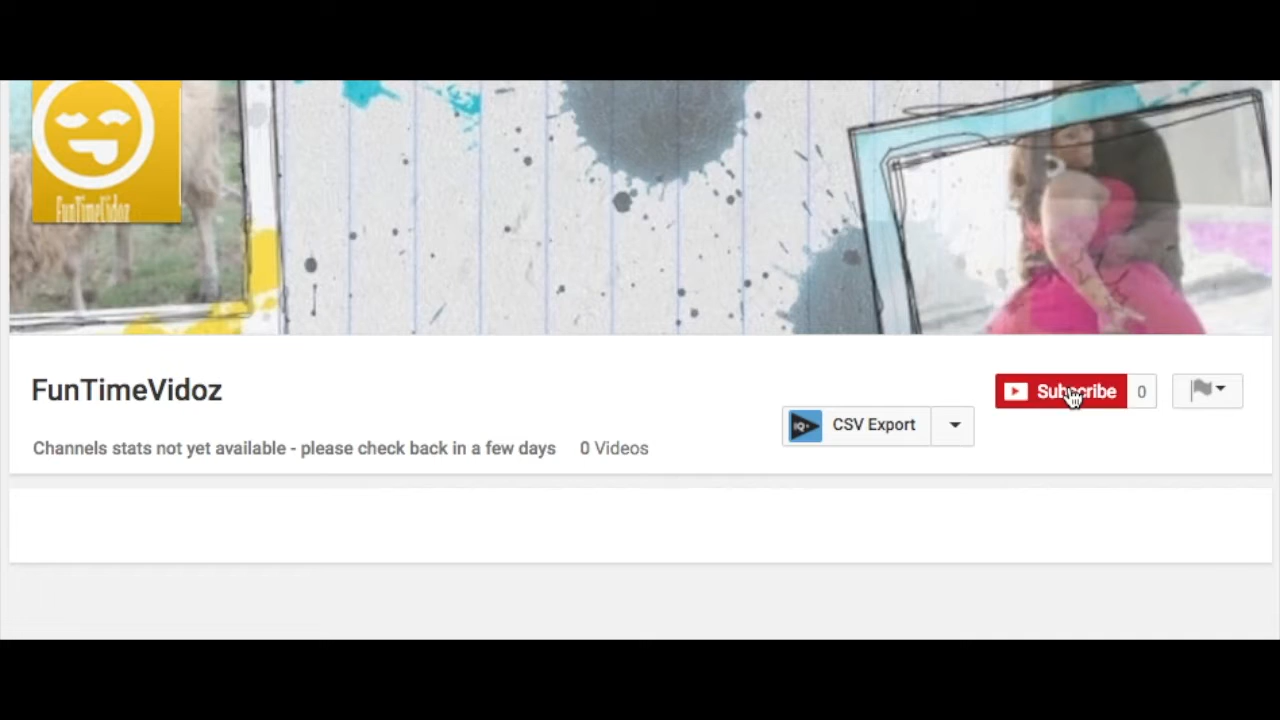 FunTimeVidoz
FunTimeVidoz
Subscribe
0
IQ+
CSV Export
Channels stats not yet available - please check back in a few days
0 Videos